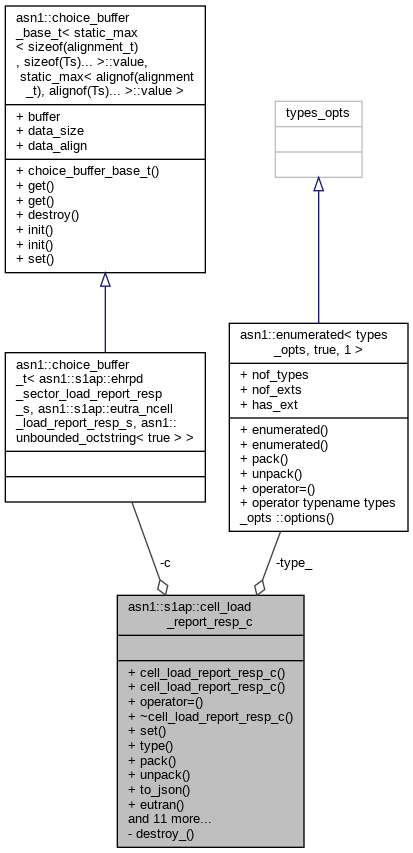 asn1::choice_buffer
_base_t< static_max
< sizeof(alignment_t)
, sizeof(Ts)... >::value,
static_max< alignof(alignment
_t), alignof(Ts)... >::value >
+ buffer
+ data_size
+ data_align
+ choice_buffer_base_t()
+ get()
+ get()
+ destroy()
+ init()
+ init()
+ set()
types_opts
asn1::choice_buffer
_t< asn1::s1ap::ehrpd
_sector_load_report_resp
_s, asn1::s1ap::eutra_ncell
_load_report_resp_s, asn1::
unbounded_octstring< true > >
asn1::enumerated< types
_opts, true, 1 >
+ nof_types
+ nof_exts
+ has_ext
+ enumerated()
+ enumerated()
+ pack()
+ unpack()
+ operator=()
+ operator typename types
_opts ::options()
-c
-type_
asn1::s1ap::cell_load
_report_resp_c
+ cell_load_report_resp_c()
+ cell_load_report_resp_c()
+ operator=()
+ ~cell_load_report_resp_c()
+ set()
+ type()
+ pack()
+ unpack()
+ to_json()
+ eutran()
and 11 more...
- destroy_()